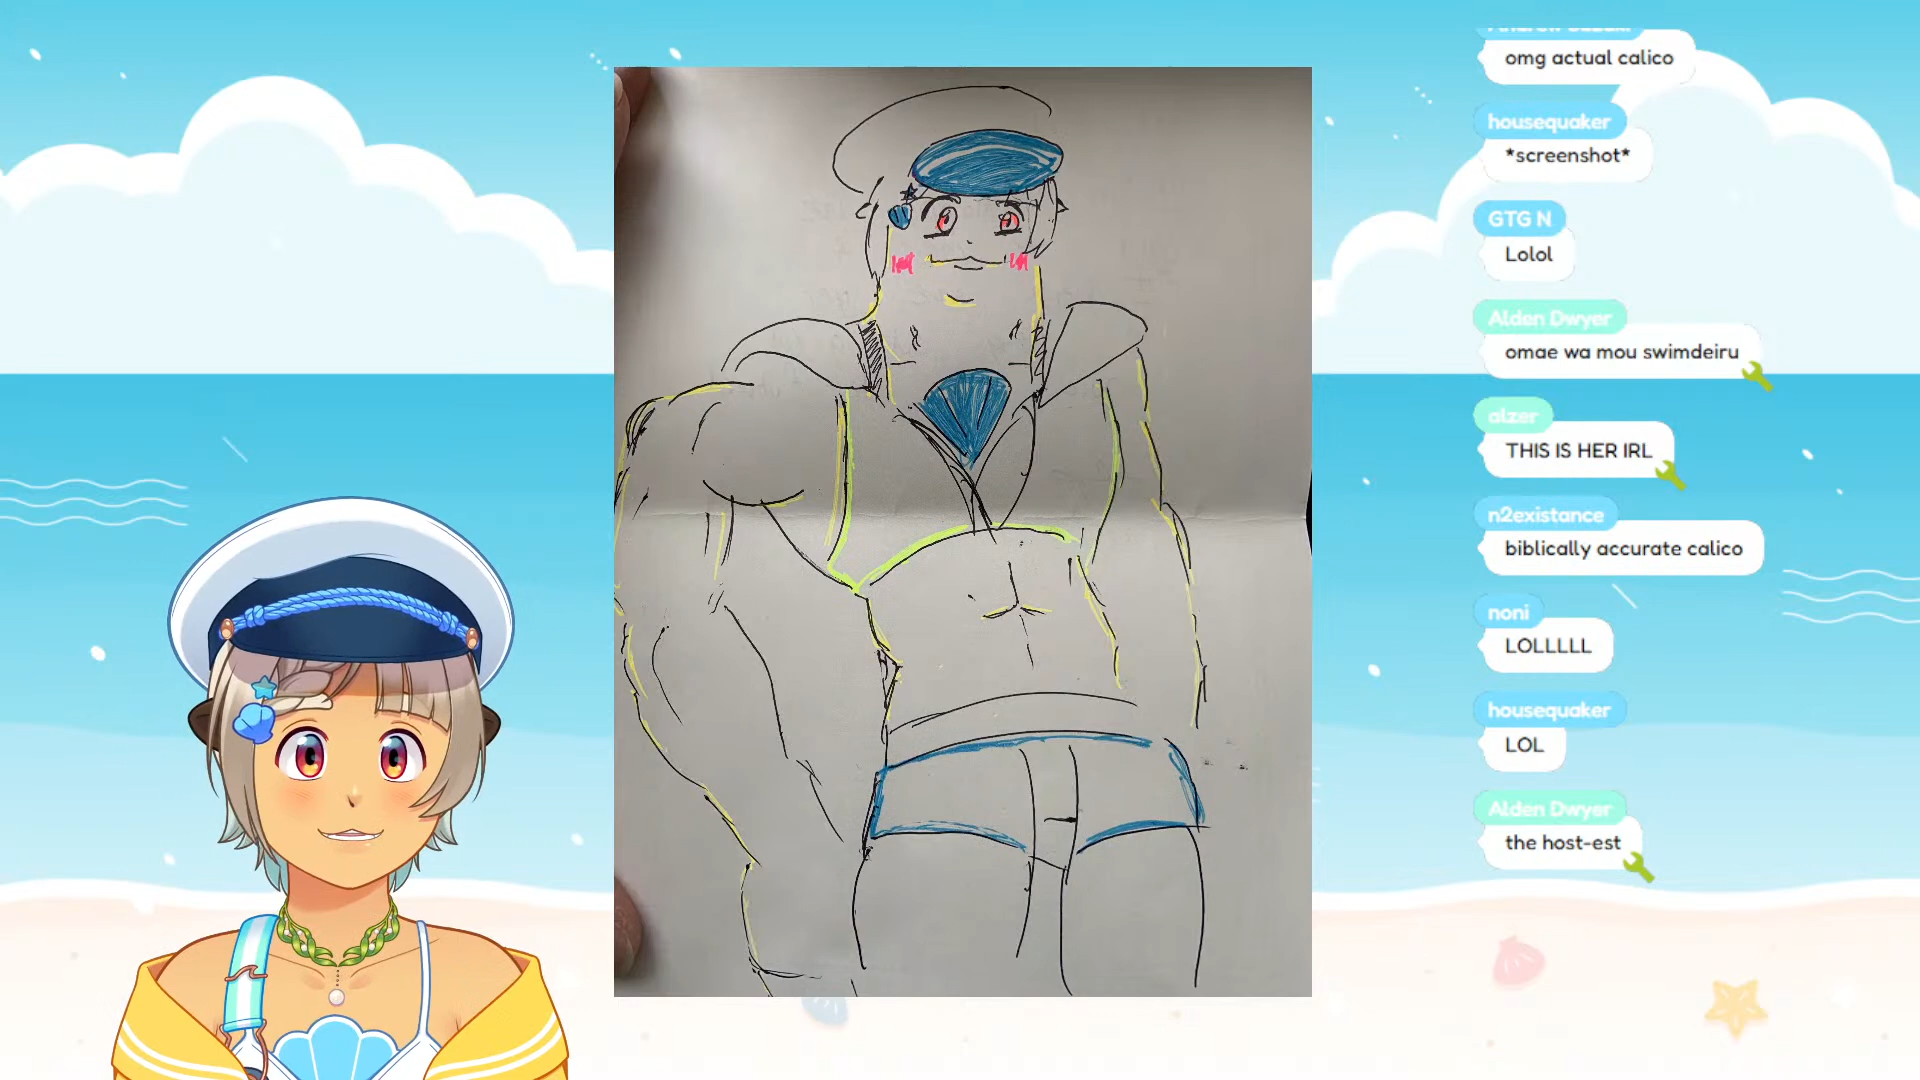 omg actual calico
housequaker
*screenshot*
GTG N
Lolol
Alden Dwyer
omae wa mou swimdeiru
alzer
THIS IS HER IRL
n2existance
biblically accurate calico
noni
LOLLLLL
housequaker
LOL
Alden Dwyer
the host-est